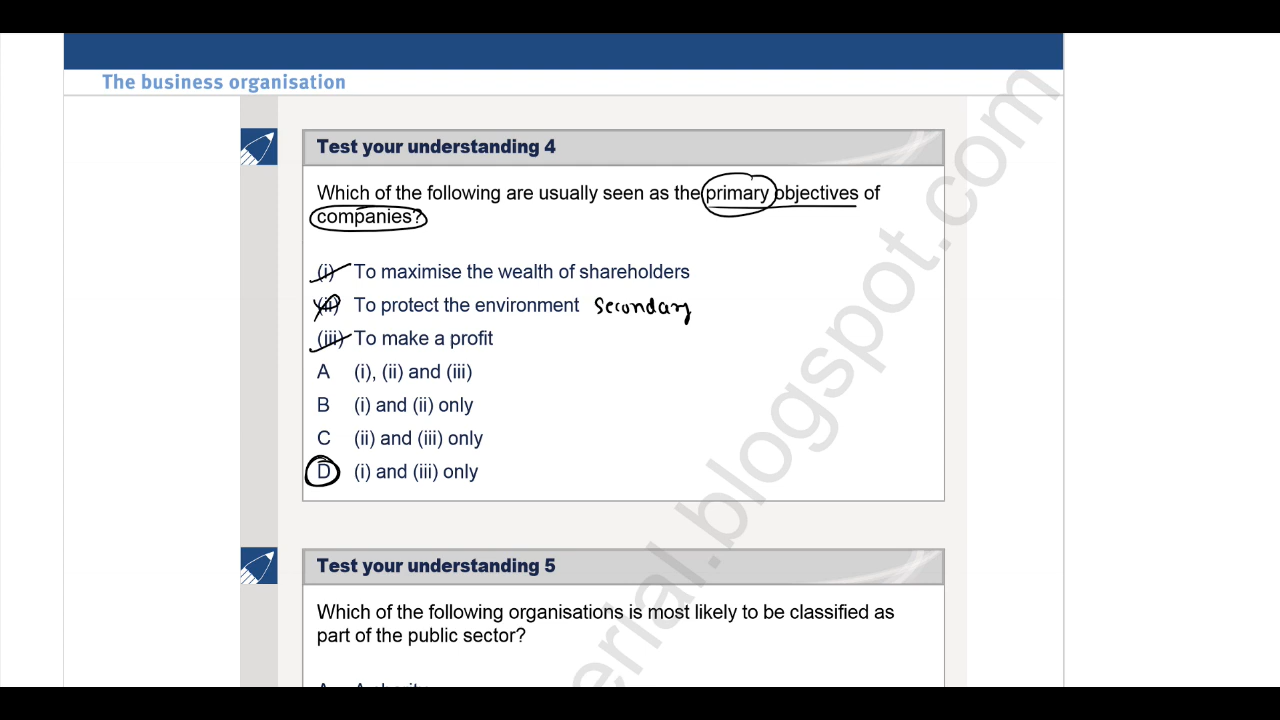 The business organisation
Test your understanding 4
Which of the following are usually seen as the primary objectives of
companies?
(i) To maximise the wealth of shareholders
(ii) To protect the environment secondary
(iii) To make a profit
A (i), (ii) and (iii)
B (i) and (ii) only
C (ii) and (iii) only
D (i) and (iii) only
Test your understanding 5
Which of the following organisations is most likely to be classified as
part of the public sector?
erial.blogspot.com